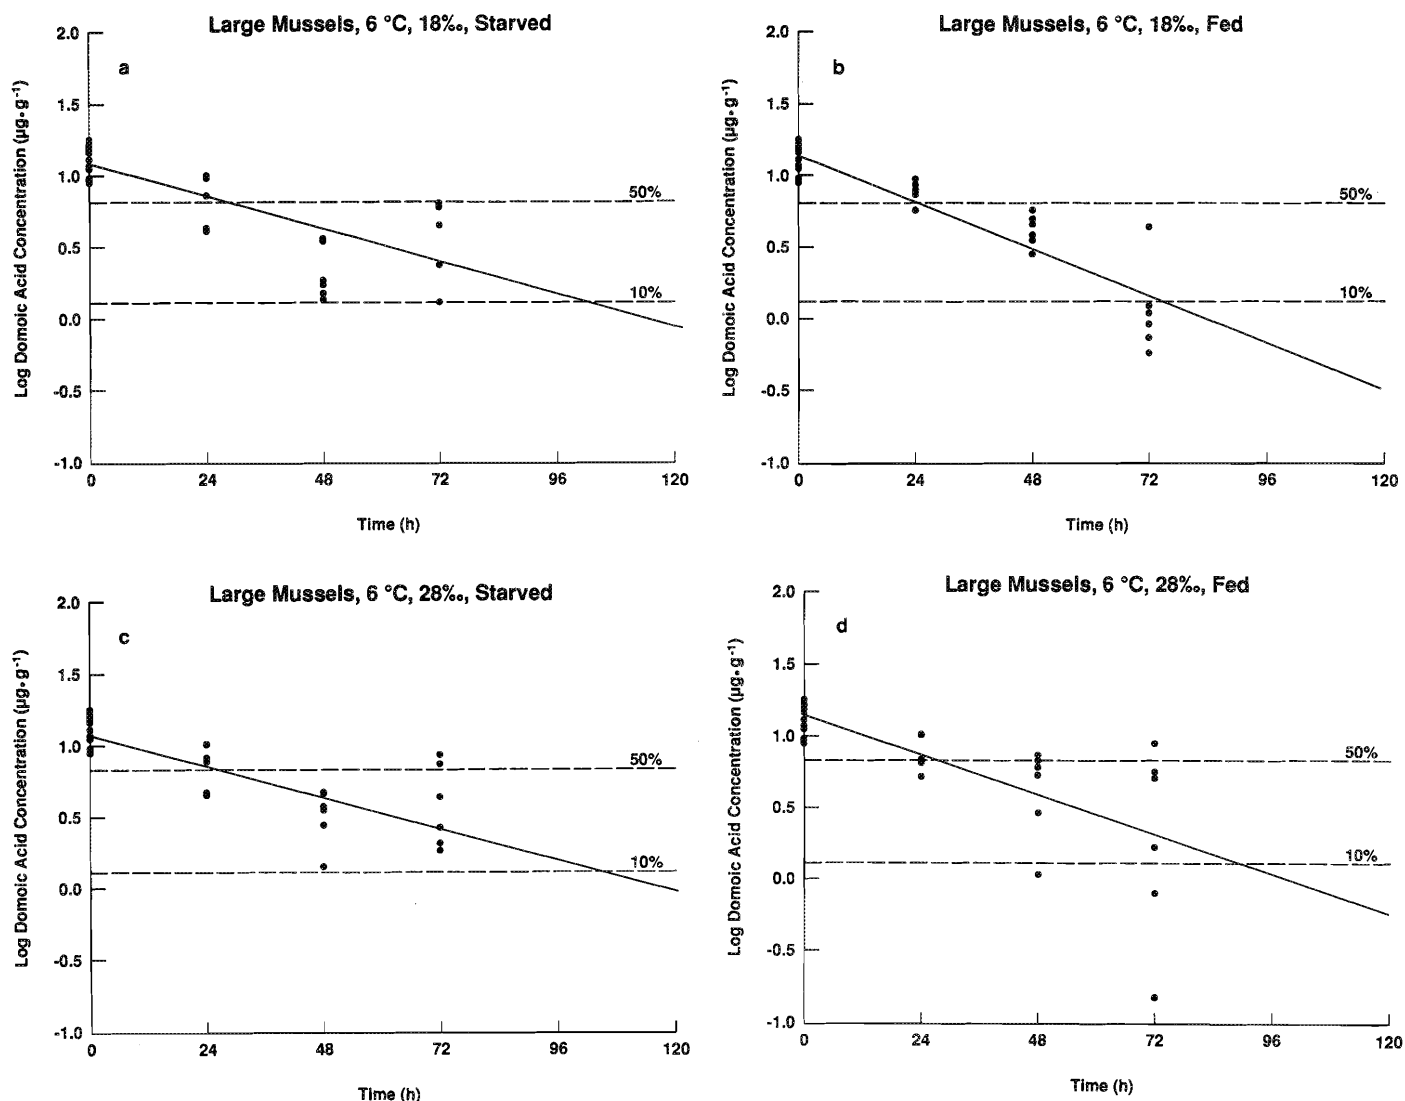 Large Mussels, 6 °C, 18‰, Starved
a
Log Domoic Acid Concentration (µg•g⁻¹)
2.0
1.5
1.0
0.5
0.0
-0.5
-1.0
50%
10%
0 24 48 72 96 120
Time (h)
Large Mussels, 6 °C, 18‰, Fed
b
Log Domoic Acid Concentration (µg•g⁻¹)
2.0
1.5
1.0
0.5
0.0
-0.5
-1.0
50%
10%
0 24 48 72 96 120
Time (h)
Large Mussels, 6 °C, 28‰, Starved
c
Log Domoic Acid Concentration (µg•g⁻¹)
2.0
1.5
1.0
0.5
0.0
-0.5
-1.0
50%
10%
0 24 48 72 96 120
Time (h)
Large Mussels, 6 °C, 28‰, Fed
d
Log Domoic Acid Concentration (µg•g⁻¹)
2.0
1.5
1.0
0.5
0.0
-0.5
-1.0
50%
10%
0 24 48 72 96 120
Time (h)